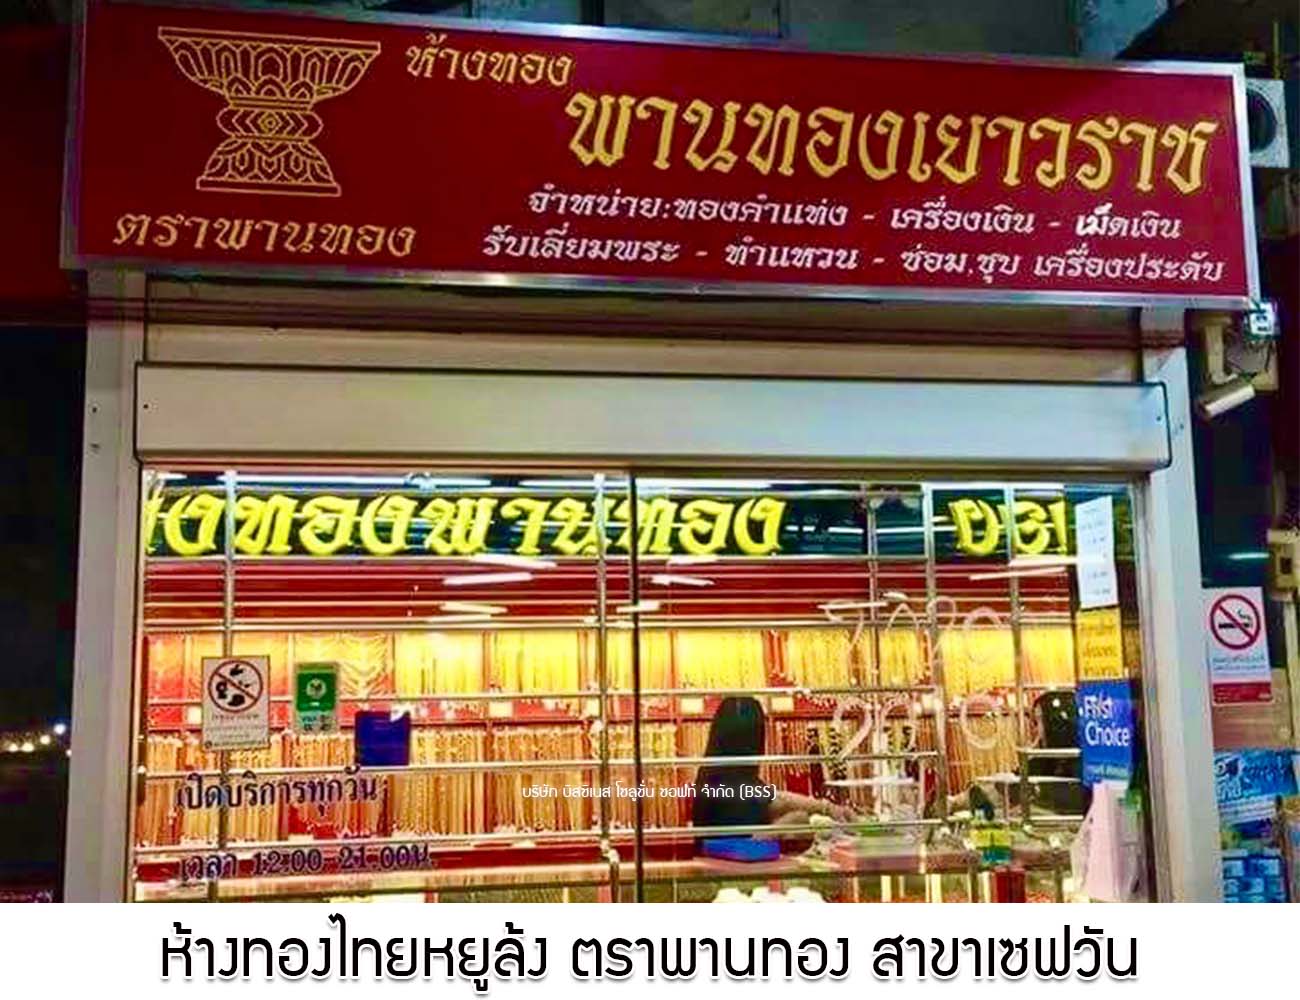 ห้างทอง
พานทองเยาวราช
จำหน่าย:ทองคำแท่ง - เครื่องเงิน - เม็ดเงิน
ตราพานทอง
รับเลี่ยมพระ - ทำแหวน - ซ่อม,ชุบ เครื่องประดับ
างทองพานทอง
First
Choice
เปิดบริการทุกวัน
บริษัท บิสซิเนส โซลูชั่น ซอฟท์ จำกัด (BSS)
เวลา 12.00-21.00น.
ห้างทองไทยหยูล้ง ตราพานทอง สาขาเซฟวัน